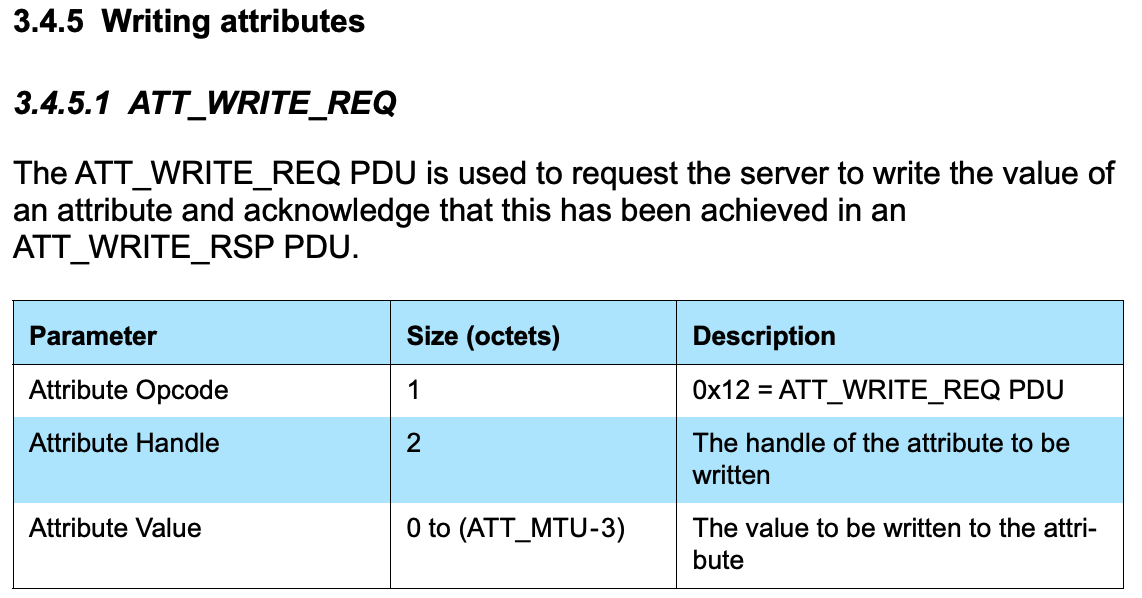 3.4.5 Writing attributes
3.4.5.1 ATT_WRITE_REQ
The ATT_WRITE_REQ PDU is used to request the server to write the value of
an attribute and acknowledge that this has been achieved in an
ATT_WRITE_RSP PDU.
Parameter Size (octets) Description
Attribute Opcode 1 0x12 = ATT_WRITE_REQ PDU
Attribute Handle 2 The handle of the attribute to be
written
Attribute Value 0 to (ATT_MTU-3) The value to be written to the attri-
bute